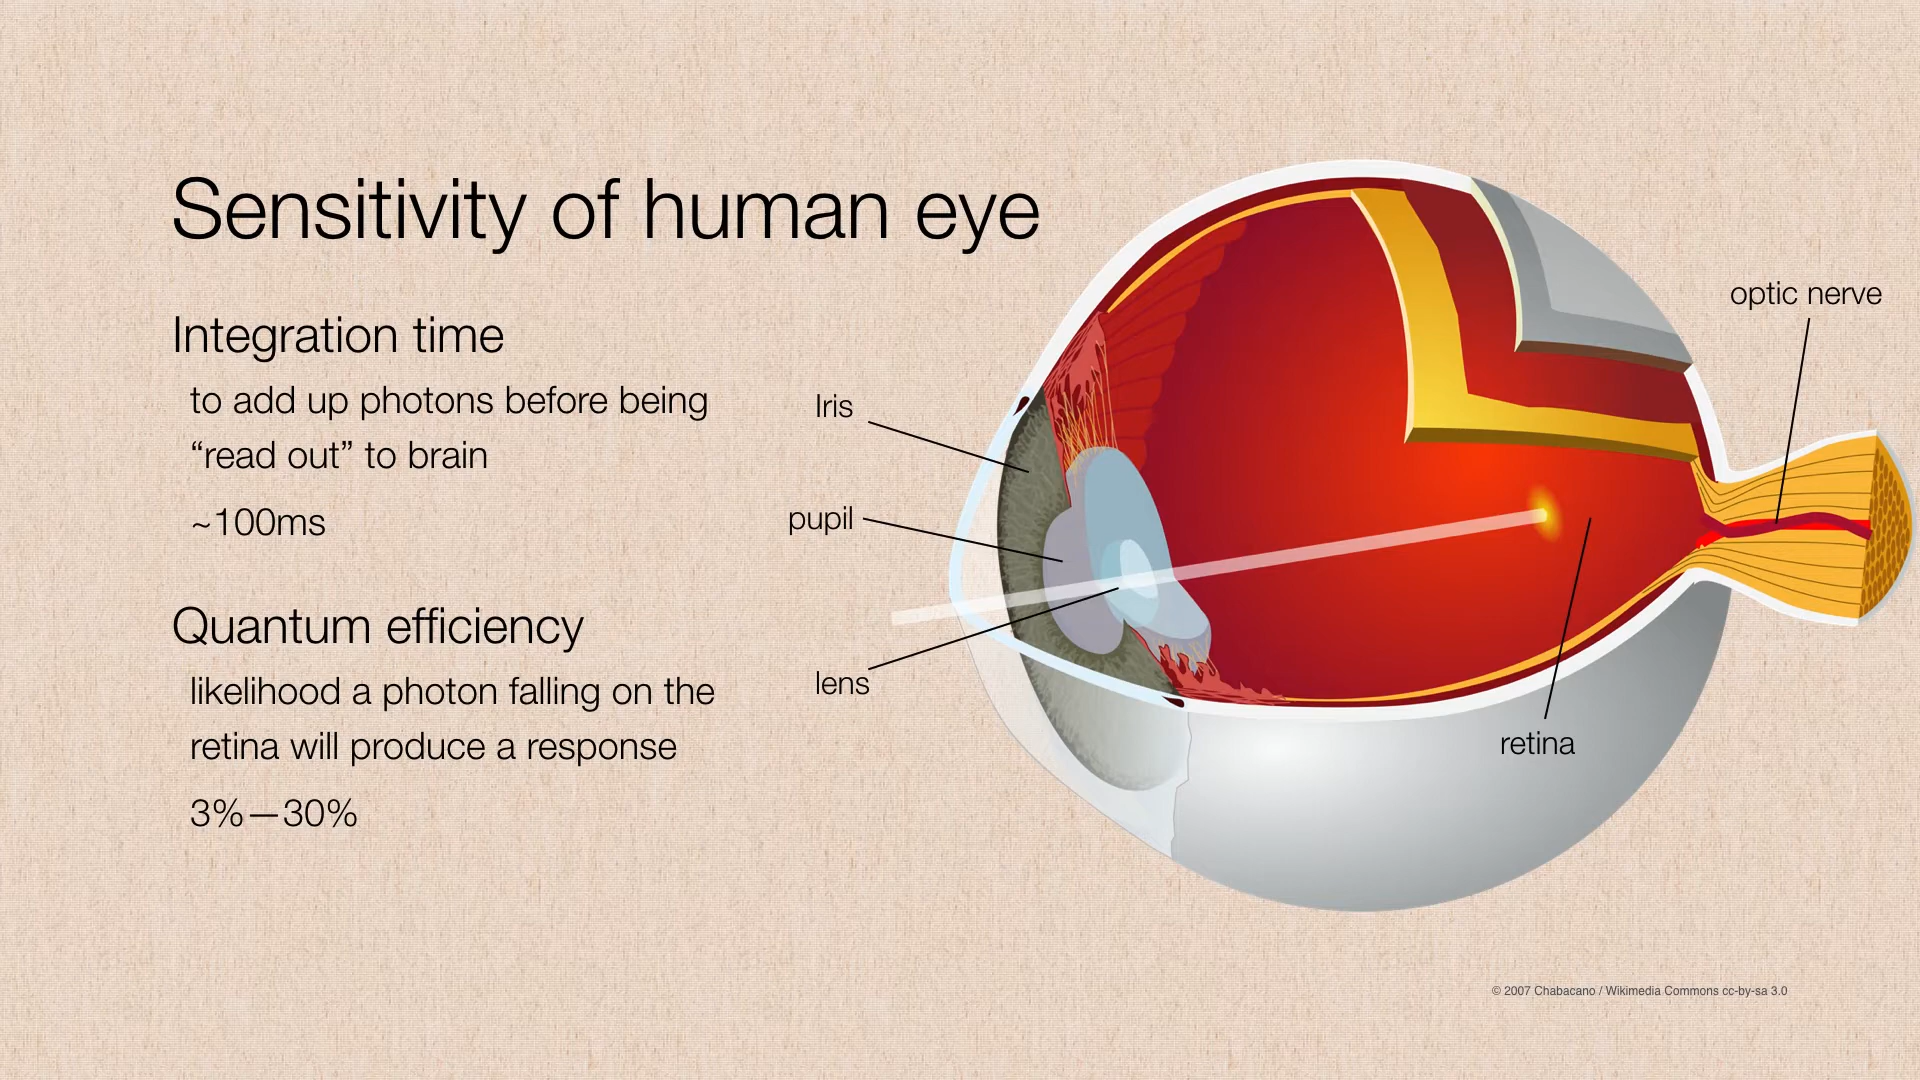 Sensitivity of human eye
Integration time
to add up photons before being
“read out” to brain
~100ms
Quantum efficiency
likelihood a photon falling on the
retina will produce a response
3%—30%
Iris
pupil
lens
optic nerve
retina
© 2007 Chabacano / Wikimedia Commons cc-by-sa 3.0